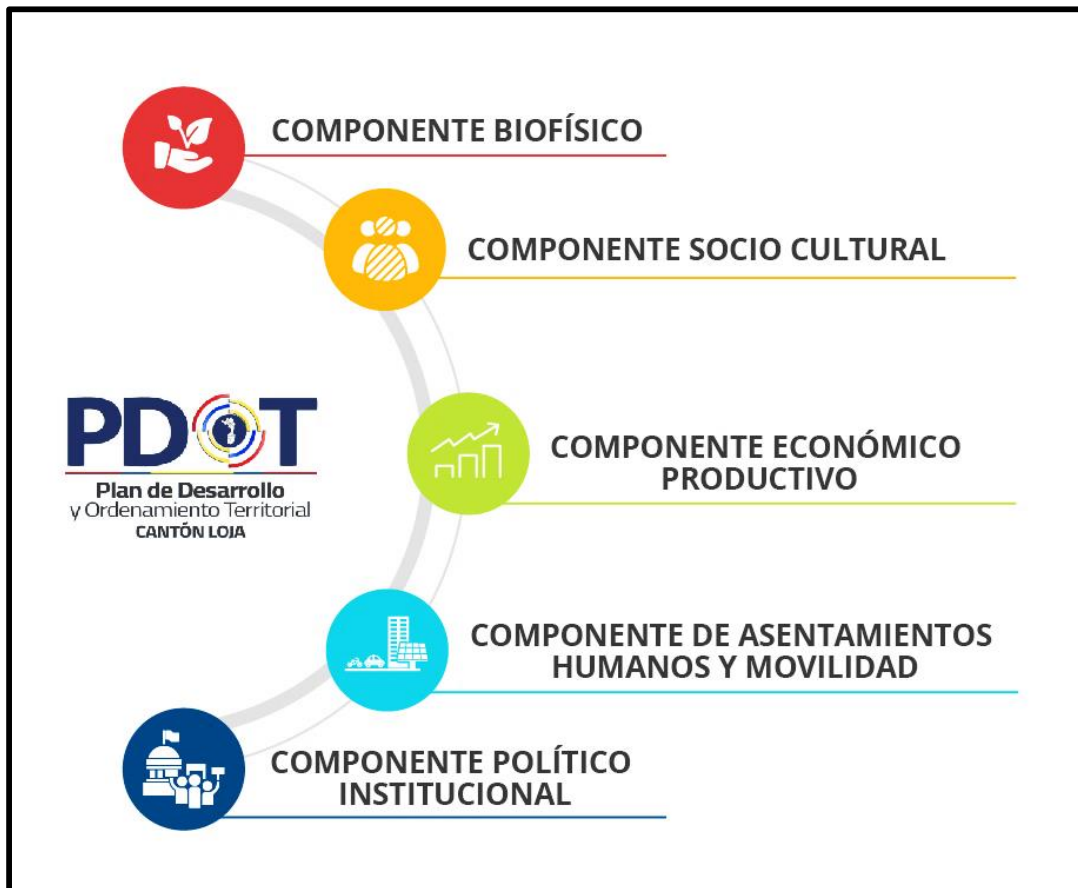 COMPONENTE BIOFÍSICO
COMPONENTE SOCIO CULTURAL
PDOT
Plan de Desarrollo
y Ordenamiento Territorial
CANTÓN LOJA
COMPONENTE ECONÓMICO
PRODUCTIVO
COMPONENTE DE ASENTAMIENTOS
HUMANOS Y MOVILIDAD
COMPONENTE POLÍTICO
INSTITUCIONAL